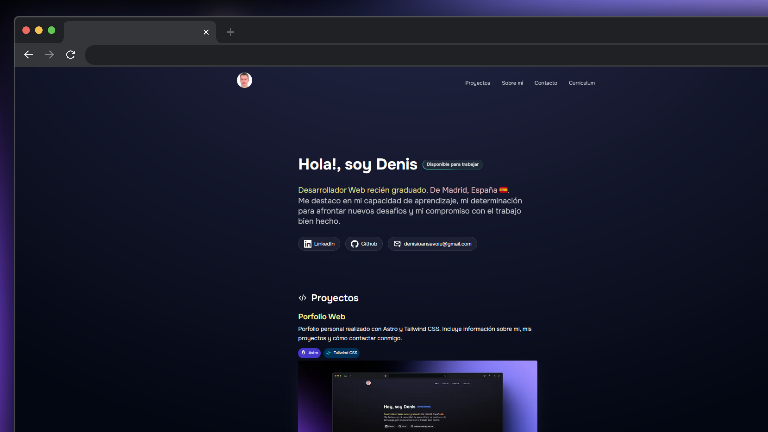 Proyectos Sobre mí Contacto Curriculum
Hola!, soy Denis Disponible para trabajar
Desarrollador Web recién graduado. De Madrid, España 🇪🇸.
Me destaco en mi capacidad de aprendizaje, mi determinación
para afrontar nuevos desafíos y mi compromiso con el trabajo
bien hecho.
LinkedIn Github denisioansavoiu@gmail.com
Proyectos
Porfolio Web
Porfolio personal realizado con Astro y Tailwind CSS. Incluye información sobre mí, mis
proyectos y cómo contactar conmigo.
Astro Tailwind CSS
Hey, soy Denis